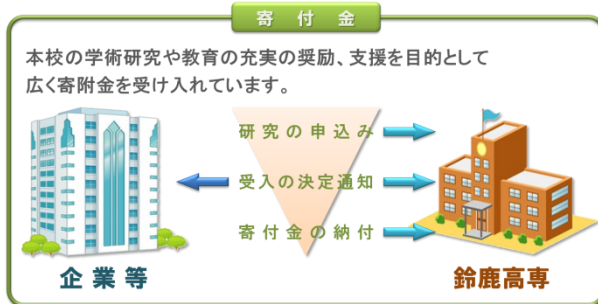 寄付金
本校の学術研究や教育の充実の奨励、支援を目的として
広く寄附金を受け入れています。
研究の申込み
受入の決定通知
寄付金の納付
企業等
鈴鹿高専